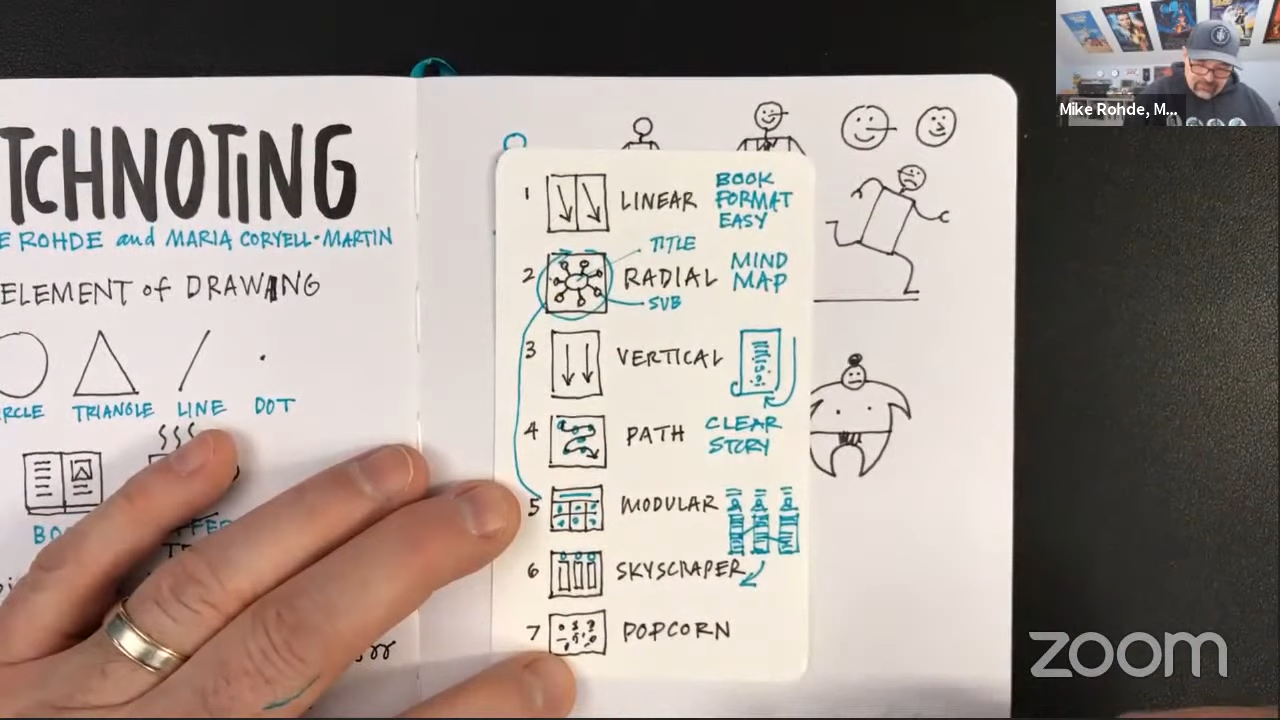 TCHNOTING
E ROHDE and MARIA CORYELL-MARTIN
ELEMENT of DRAWING
RCLE TRIANGLE LINE DOT
BO
1 LINEAR BOOK FORMAT EASY
TITLE
2 RADIAL MIND MAP
SUB
3 VERTICAL
4 PATH CLEAR STORY
5 MODULAR
6 SKYSCRAPER
7 POPCORN
Mike Rohde, M...
zoom